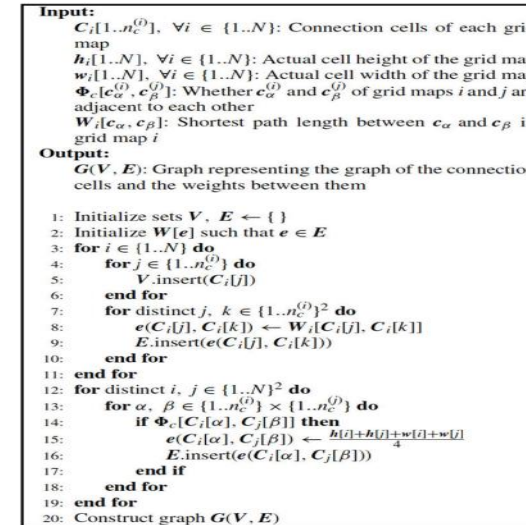 Input:
C_i[1..n_c^{(i)}], ∀i ∈ {1..N}: Connection cells of each gri
map
h_i[1..N], ∀i ∈ {1..N}: Actual cell height of the grid ma
w_i[1..N], ∀i ∈ {1..N}: Actual cell width of the grid ma
Φ_c[c_α^{(i)}, c_β^{(j)}]: Whether c_α^{(i)} and c_β^{(j)} of grid maps i and j ar
adjacent to each other
W_i[c_α, c_β]: Shortest path length between c_α and c_β i
grid map i
Output:
G(V, E): Graph representing the graph of the connectio
cells and the weights between them
1: Initialize sets V, E ← { }
2: Initialize W[e] such that e ∈ E
3: for i ∈ {1..N} do
4: for j ∈ {1..n_c^{(i)}} do
5: V.insert(C_i[j])
6: end for
7: for distinct j, k ∈ {1..n_c^{(i)}}^2 do
8: e(C_i[j], C_i[k]) ← W_i[C_i[j], C_i[k]]
9: E.insert(e(C_i[j], C_i[k]))
10: end for
11: end for
12: for distinct i, j ∈ {1..N}^2 do
13: for α, β ∈ {1..n_c^{(i)}} × {1..n_c^{(j)}} do
14: if Φ_c[C_i[α], C_j[β]] then
15: e(C_i[α], C_j[β]) ← \frac{h[i]+h[j]+w[i]+w[j]}{4}
16: E.insert(e(C_i[α], C_j[β]))
17: end if
18: end for
19: end for
20: Construct graph G(V, E)